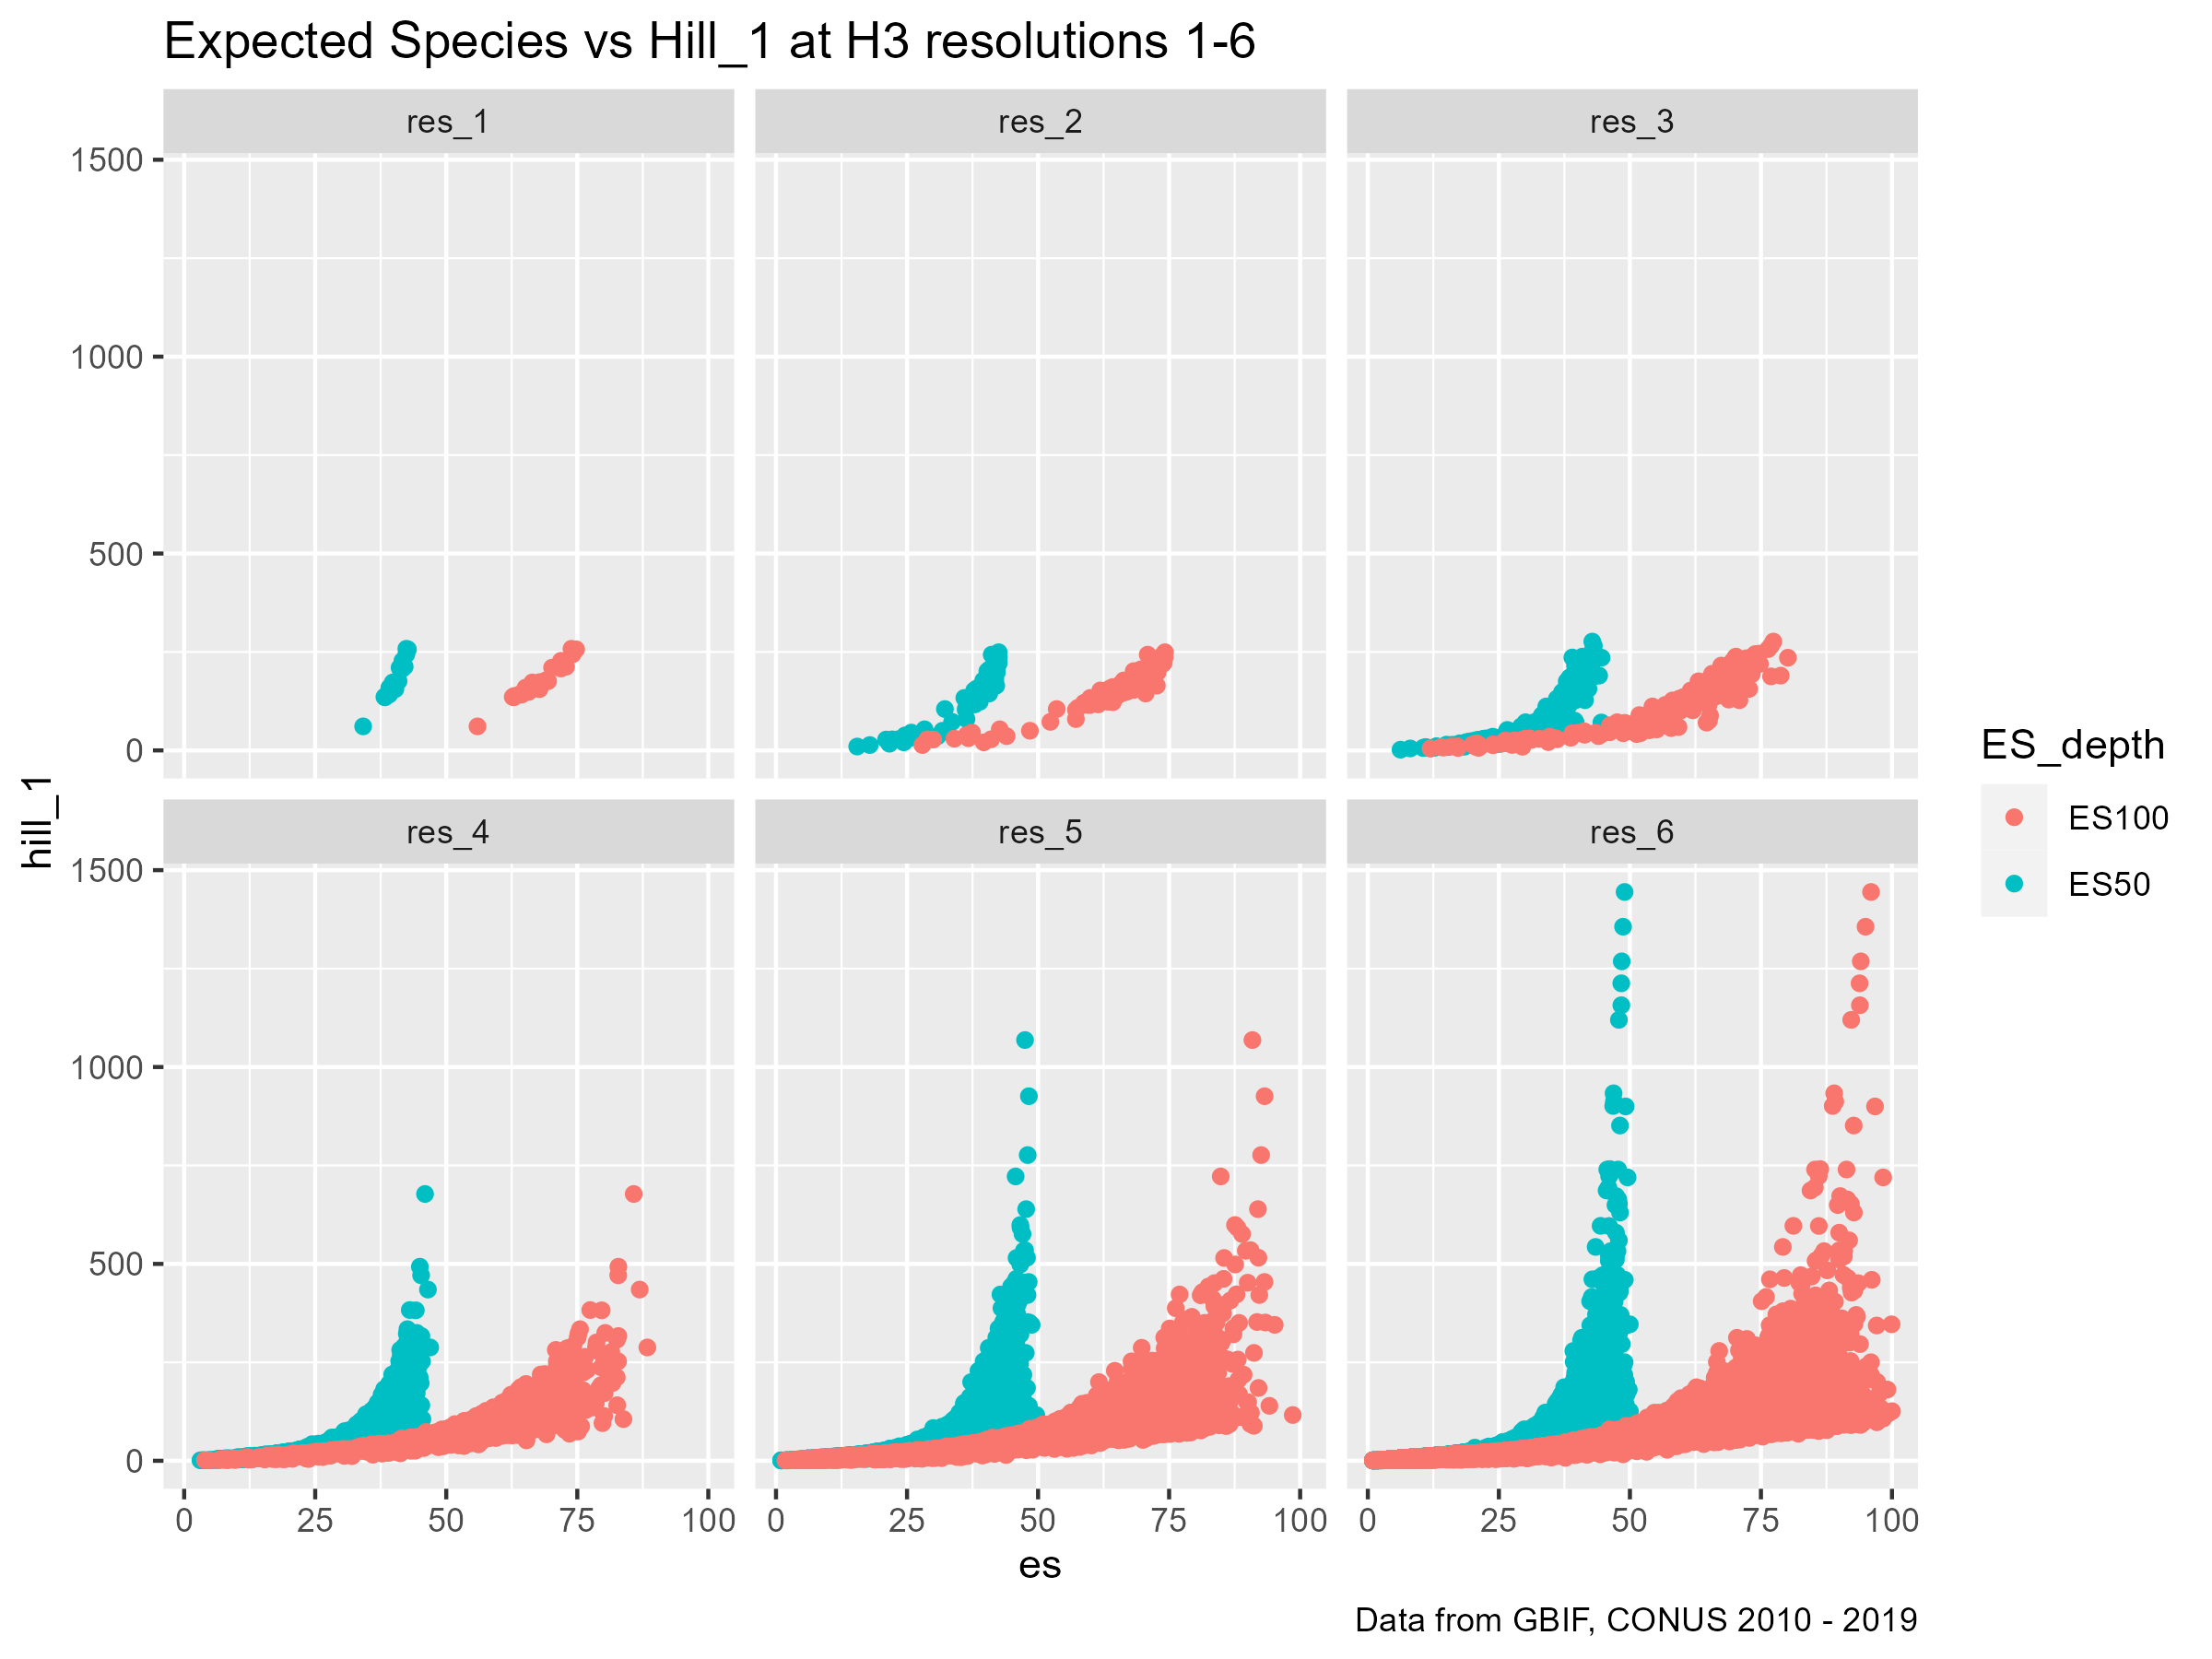 Expected Species vs Hill_1 at H3 resolutions 1-6
res_1
res_2
res_3
1500
1000
500
0
hill_1
res_4
res_5
res_6
1500
1000
500
0
0 25 50 75 100
0 25 50 75 100
0 25 50 75 100
es
ES_depth
ES100
ES50
Data from GBIF, CONUS 2010 - 2019